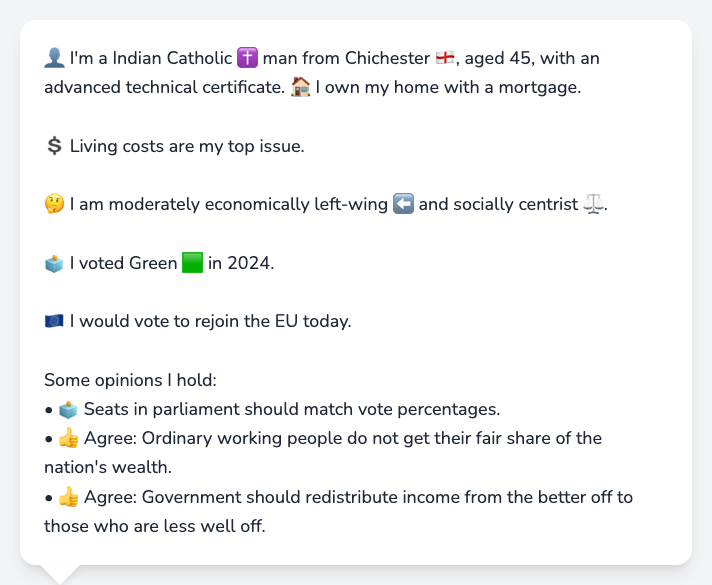 👤 I'm a Indian Catholic ✝️ man from Chichester 🏴󠁧󠁢󠁥󠁮󠁧󠁿, aged 45, with an
advanced technical certificate. 🏠 I own my home with a mortgage.
💲 Living costs are my top issue.
🤔 I am moderately economically left-wing ⬅️ and socially centrist ⚖️.
🗳️ I voted Green 🟩 in 2024.
🇪🇺 I would vote to rejoin the EU today.
Some opinions I hold:
• 🗳️ Seats in parliament should match vote percentages.
• 👍 Agree: Ordinary working people do not get their fair share of the
nation's wealth.
• 👍 Agree: Government should redistribute income from the better off to
those who are less well off.